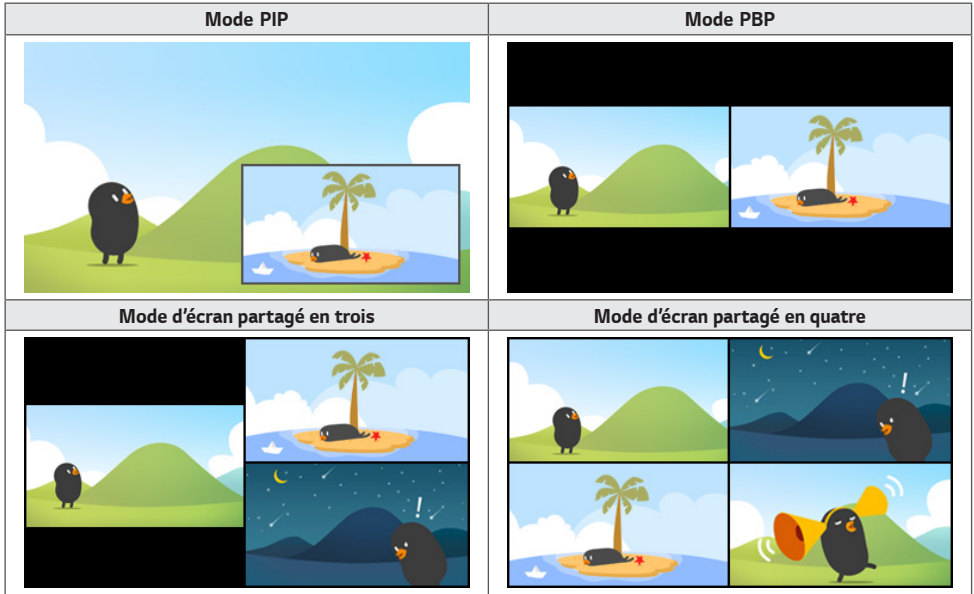 Mode PIP
Mode PBP
Mode d’écran partagé en trois
Mode d’écran partagé en quatre
!
!